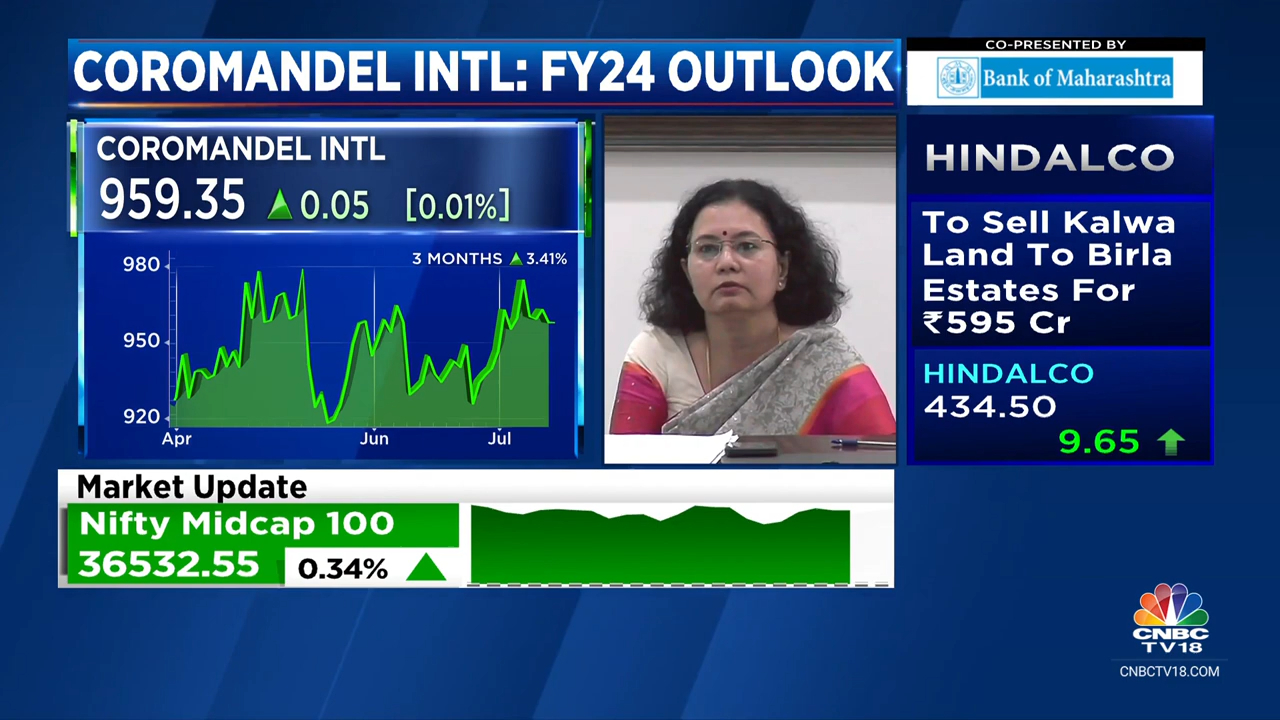 COROMANDEL INTL: FY24 OUTLOOK
CO-PRESENTED BY
Bank of Maharashtra
COROMANDEL INTL
959.35 ▲ 0.05 [0.01%]
3 MONTHS ▲ 3.41%
980
950
920
Apr Jun Jul
HINDALCO
To Sell Kalwa
Land To Birla
Estates For
₹595 Cr
HINDALCO
434.50
9.65
Market Update
Nifty Midcap 100
36532.55 0.34%
CNBC
TV18
CNBCTV18.COM